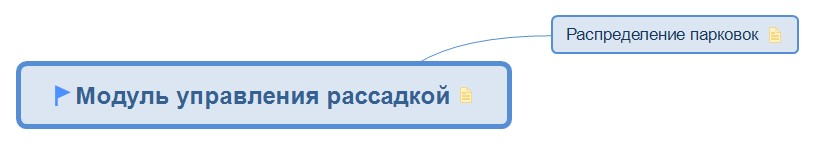 Распределение парковок
Модуль управления рассадкой